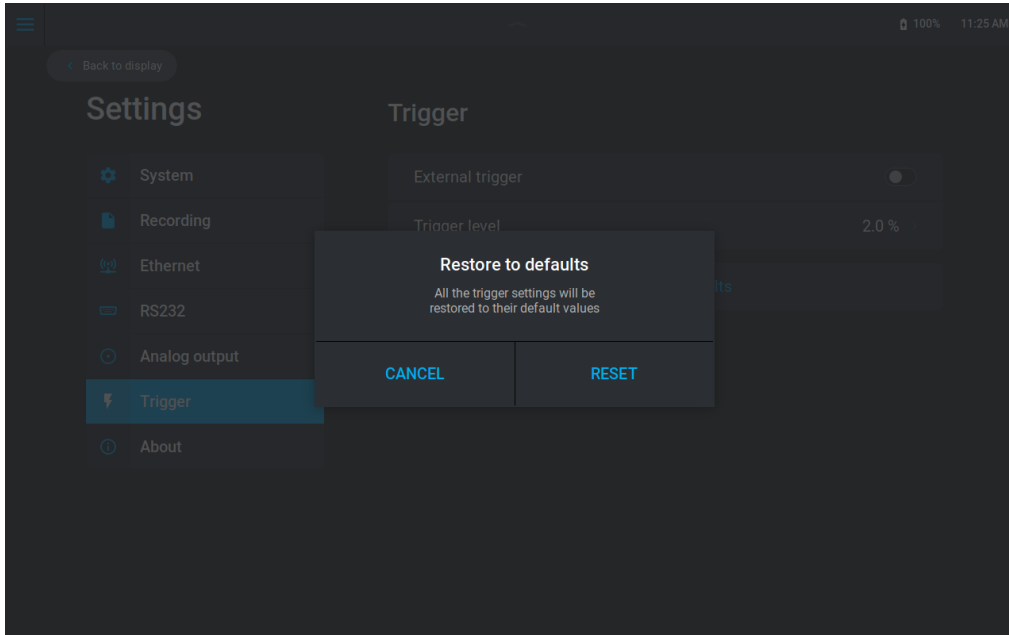 100% 11:25 AM
Back to display
Settings
System
Recording
Ethernet
RS232
Analog output
Trigger
About
Trigger
External trigger
Trigger level 2.0 %
Restore to defaults
All the trigger settings will be
restored to their default values
CANCEL RESET